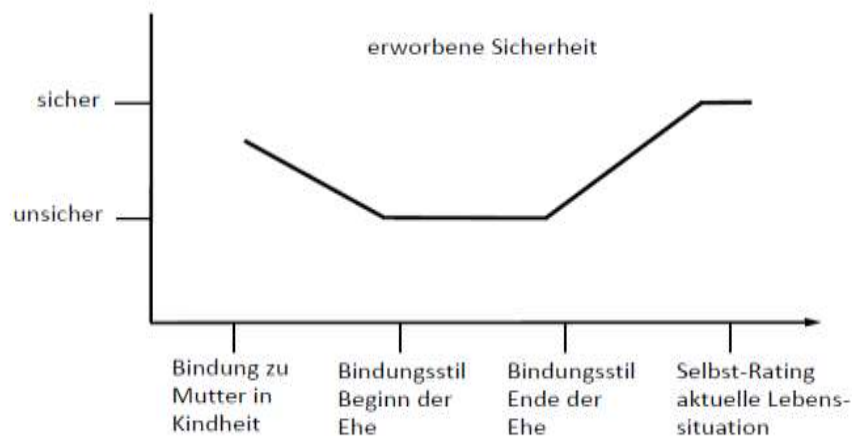 erworbene Sicherheit
sicher
unsicher
Bindung zu
Mutter in
Kindheit
Bindungsstil
Beginn der
Ehe
Bindungsstil
Ende der
Ehe
Selbst-Rating
aktuelle Lebens-
situation